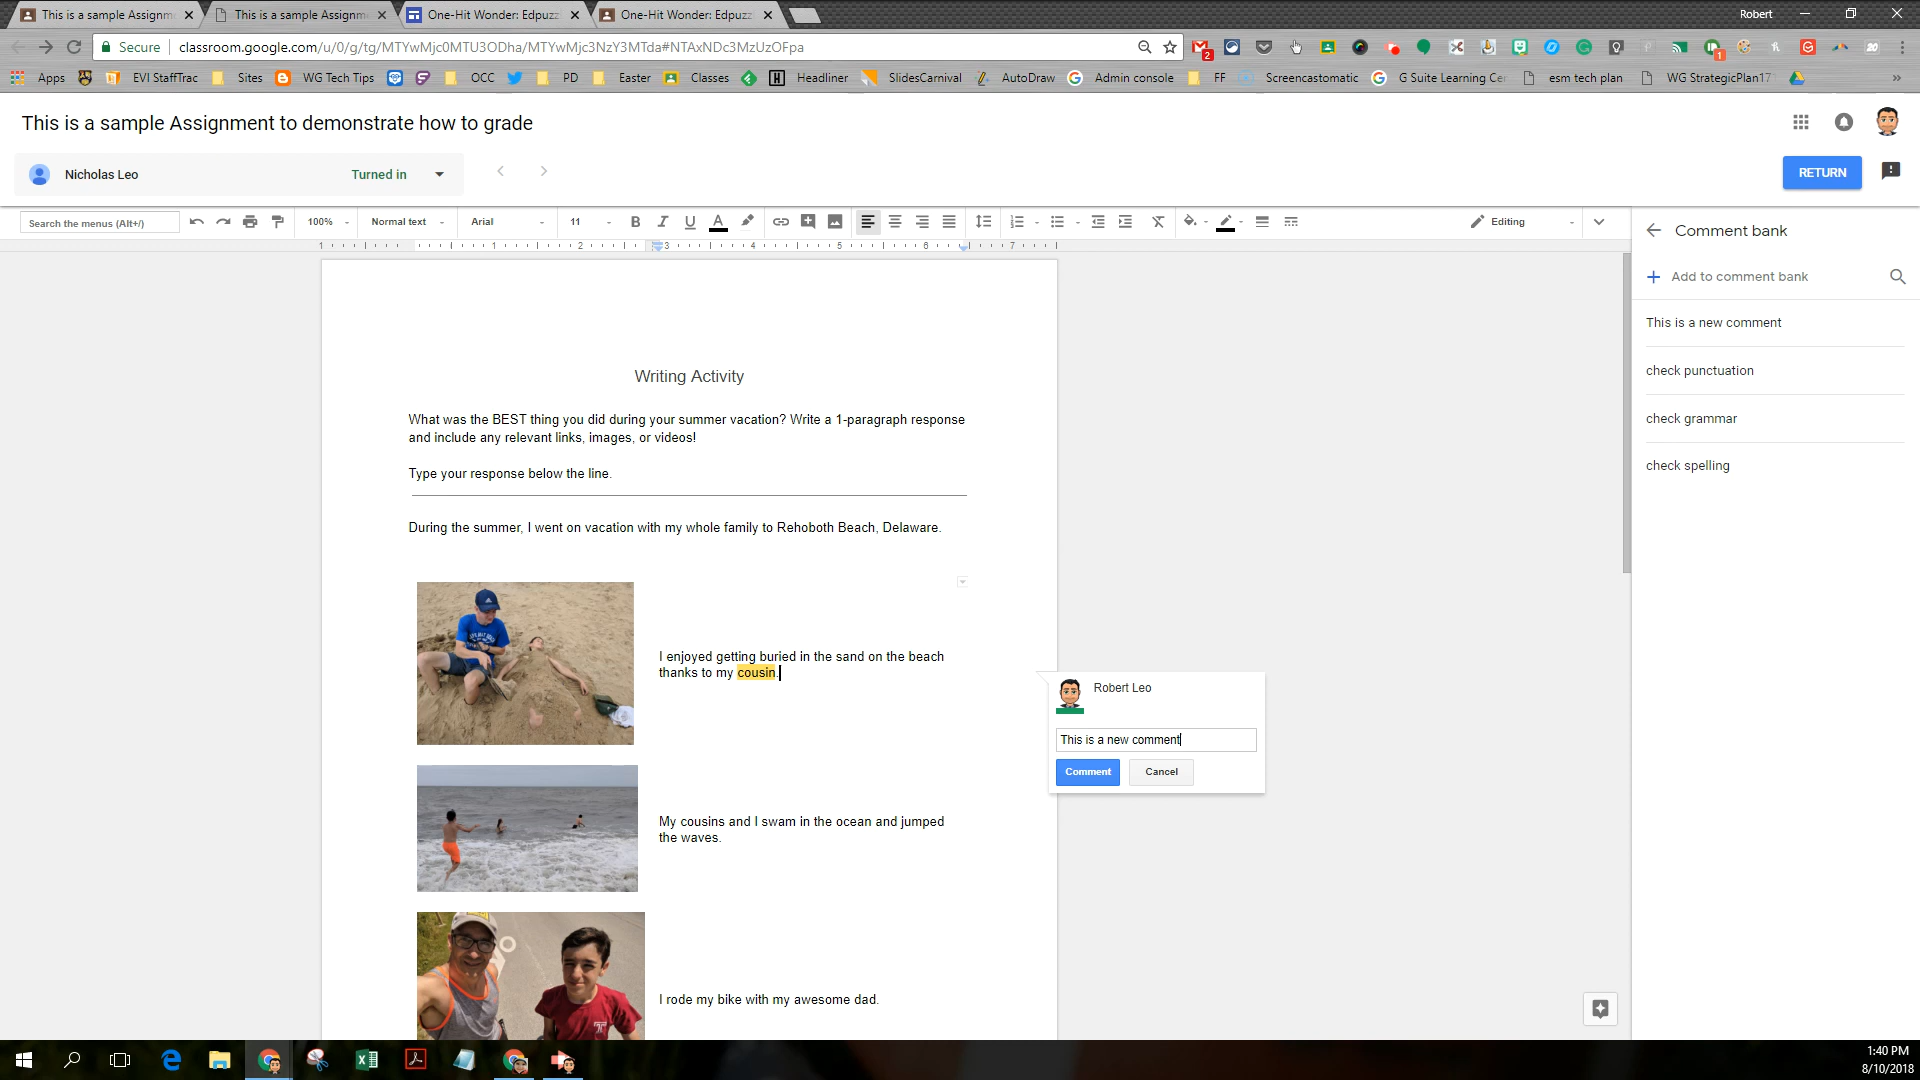 This is a sample Assignm
This is a sample Assignm
One-Hit Wonder: Edpuzz
One-Hit Wonder: Edpuzz
Robert
Secure
classroom.google.com/u/0/g/tg/MTYwMjc0MTU3ODha/MTYwMjc3NzY3MTda#NTAxNDc3MzUzOFpa
Apps
EVI StaffTrac
Sites
WG Tech Tips
OCC
PD
Easter
Classes
Headliner
SlidesCarnival
AutoDraw
Admin console
FF
Screencastomatic
G Suite Learning Cer
esm tech plan
WG StrategicPlan17
This is a sample Assignment to demonstrate how to grade
Nicholas Leo
Turned in
RETURN
Search the menus (Alt+/)
100%
Normal text
Arial
11
Editing
Comment bank
Add to comment bank
This is a new comment
check punctuation
check grammar
check spelling
Writing Activity
What was the BEST thing you did during your summer vacation? Write a 1-paragraph response
and include any relevant links, images, or videos!
Type your response below the line.
During the summer, I went on vacation with my whole family to Rehoboth Beach, Delaware.
I enjoyed getting buried in the sand on the beach
thanks to my cousin.
Robert Leo
This is a new comment
Comment
Cancel
My cousins and I swam in the ocean and jumped
the waves.
I rode my bike with my awesome dad.
1:40 PM
8/10/2018